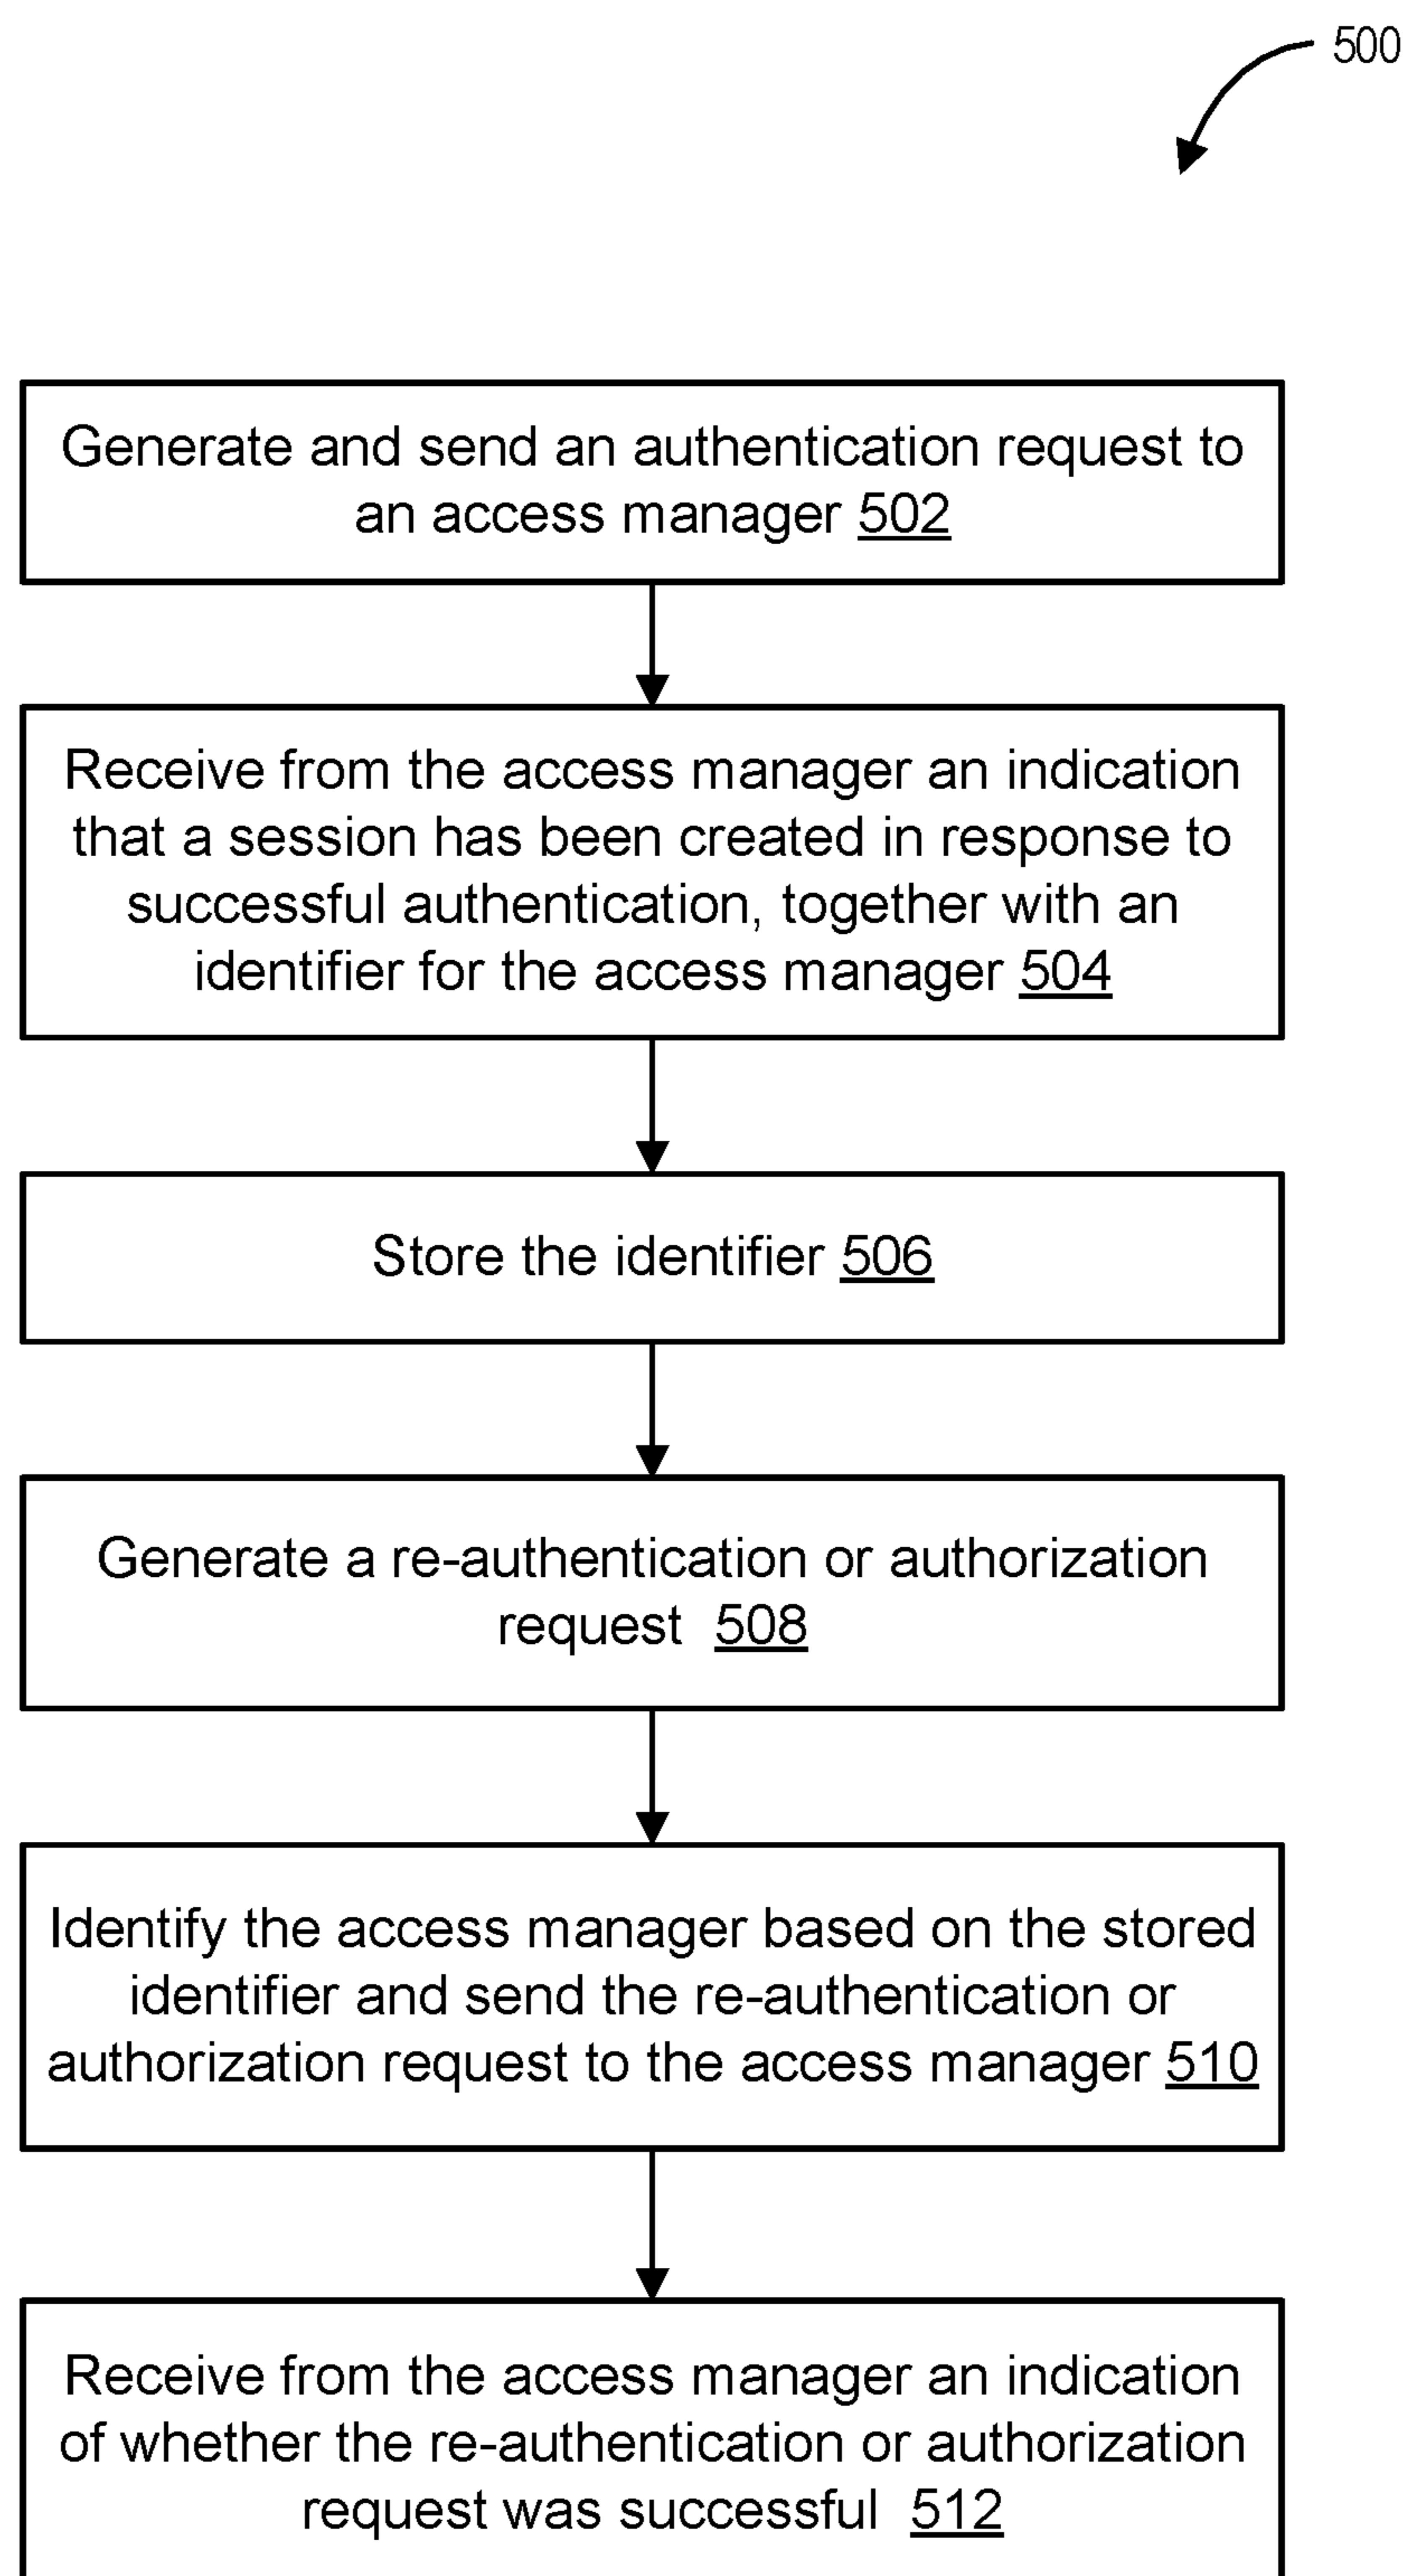 500
Generate and send an authentication request to
an access manager 502
Receive from the access manager an indication
that a session has been created in response to
successful authentication, together with an
identifier for the access manager 504
Store the identifier 506
Generate a re-authentication or authorization
request 508
Identify the access manager based on the stored
identifier and send the re-authentication or
authorization request to the access manager 510
Receive from the access manager an indication
of whether the re-authentication or authorization
request was successful 512